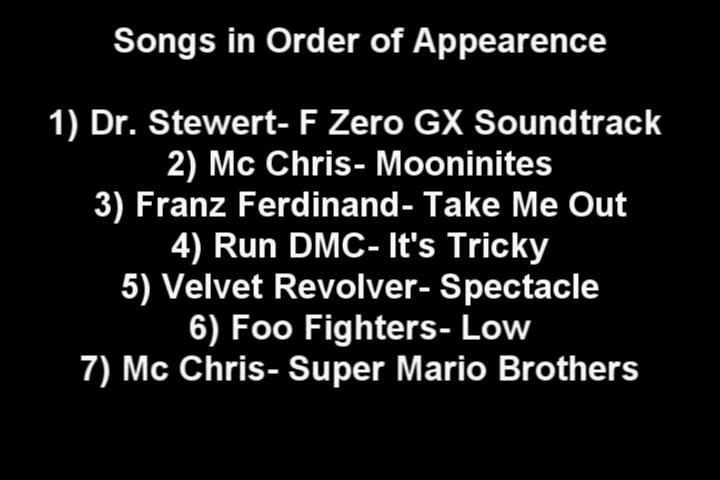 Songs in Order of Appearence
1) Dr. Stewert- F Zero GX Soundtrack
2) Mc Chris- Mooninites
3) Franz Ferdinand- Take Me Out
4) Run DMC- It's Tricky
5) Velvet Revolver- Spectacle
6) Foo Fighters- Low
7) Mc Chris- Super Mario Brothers